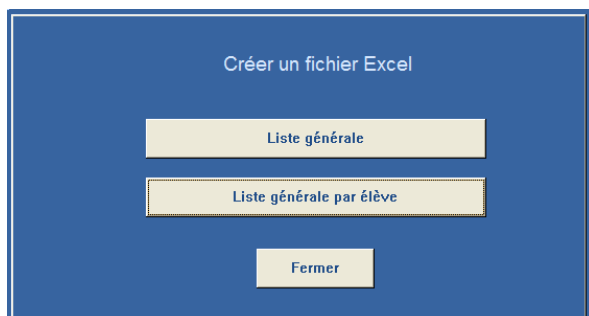 Créer un fichier Excel
Liste générale
Liste générale par élève
Fermer